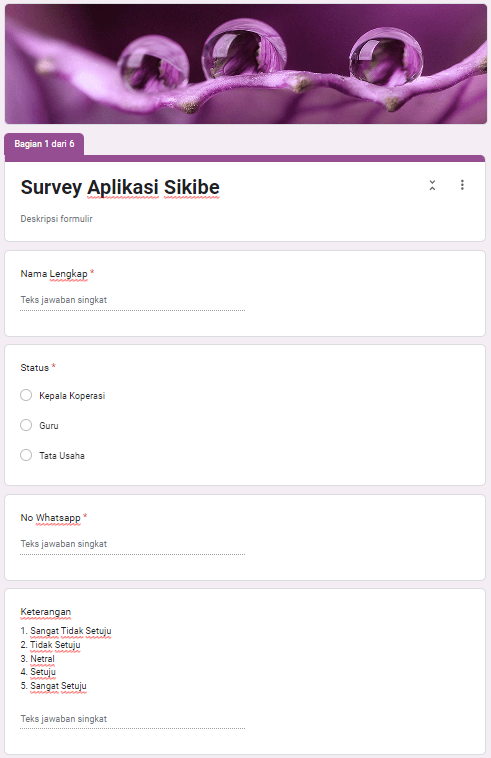 Bagian 1 dari 6
Survey Aplikasi Sikibe
Deskripsi formulir
Nama Lengkap *
Teks jawaban singkat
Status *
Kepala Koperasi
Guru
Tata Usaha
No Whatsapp *
Teks jawaban singkat
Keterangan
1. Sangat Tidak Setuju
2. Tidak Setuju
3. Netral
4. Setuju
5. Sangat Setuju
Teks jawaban singkat